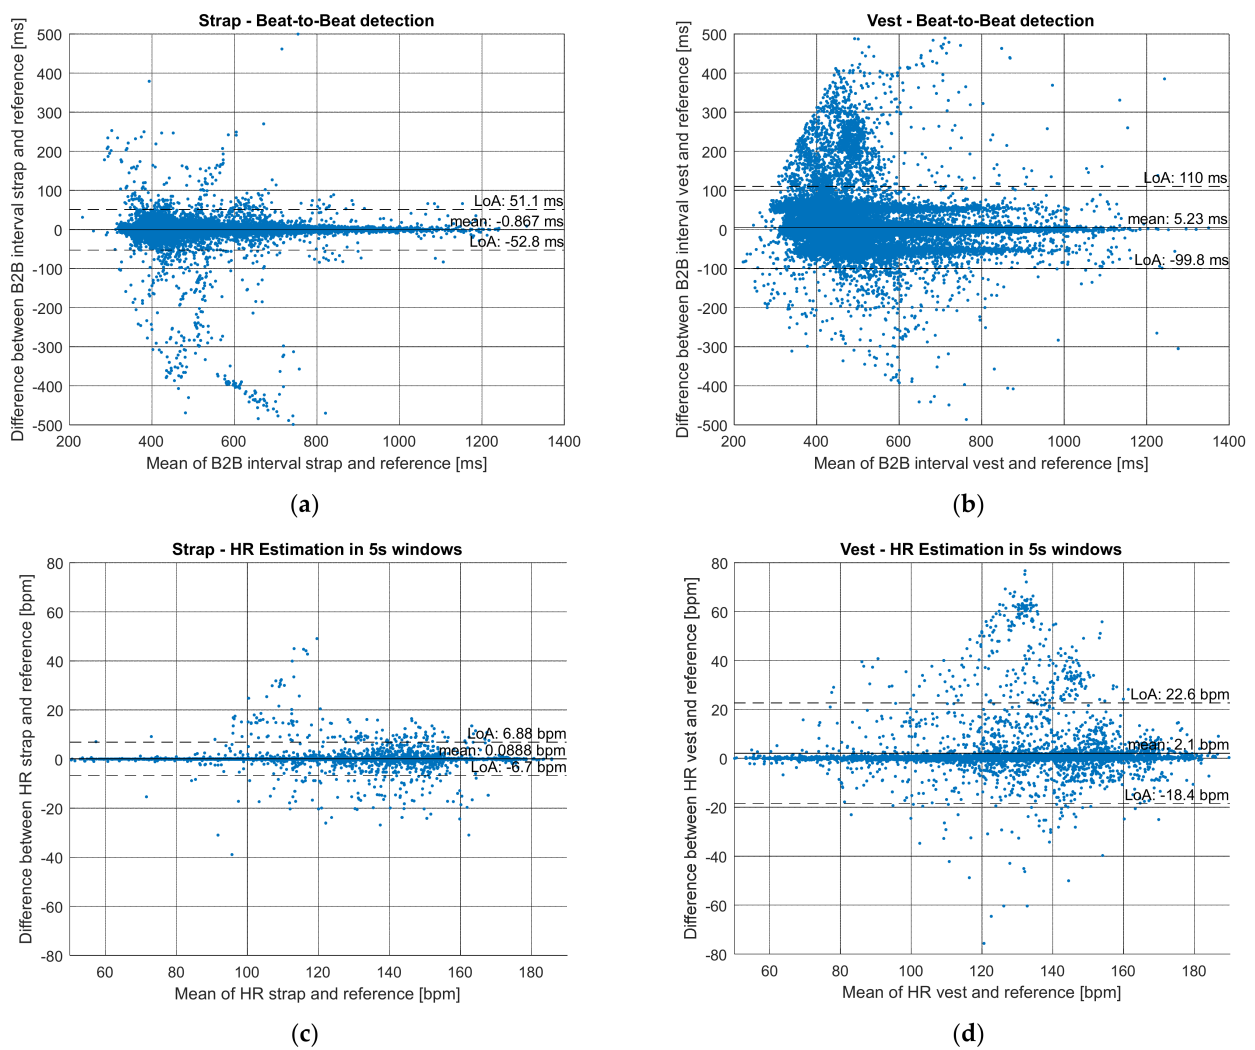 Strap - Beat-to-Beat detection
Difference between B2B interval strap and reference [ms]
500
400
300
200
100
0
-100
-200
-300
-400
-500
LoA: 51.1 ms
mean: -0.867 ms
LoA: -52.8 ms
200 400 600 800 1000 1200 1400
Mean of B2B interval strap and reference [ms]
(a)
Vest - Beat-to-Beat detection
Difference between B2B interval vest and reference [ms]
500
400
300
200
100
0
-100
-200
-300
-400
-500
LoA: 110 ms
mean: 5.23 ms
LoA: -99.8 ms
200 400 600 800 1000 1200 1400
Mean of B2B interval vest and reference [ms]
(b)
Strap - HR Estimation in 5s windows
Difference between HR strap and reference [bpm]
80
60
40
20
0
-20
-40
-60
-80
LoA: 6.88 bpm
mean: 0.0888 bpm
LoA: -6.7 bpm
60 80 100 120 140 160 180
Mean of HR strap and reference [bpm]
(c)
Vest - HR Estimation in 5s windows
Difference between HR vest and reference [bpm]
80
60
40
20
0
-20
-40
-60
-80
LoA: 22.6 bpm
mean: 2.1 bpm
LoA: -18.4 bpm
60 80 100 120 140 160 180
Mean of HR vest and reference [bpm]
(d)